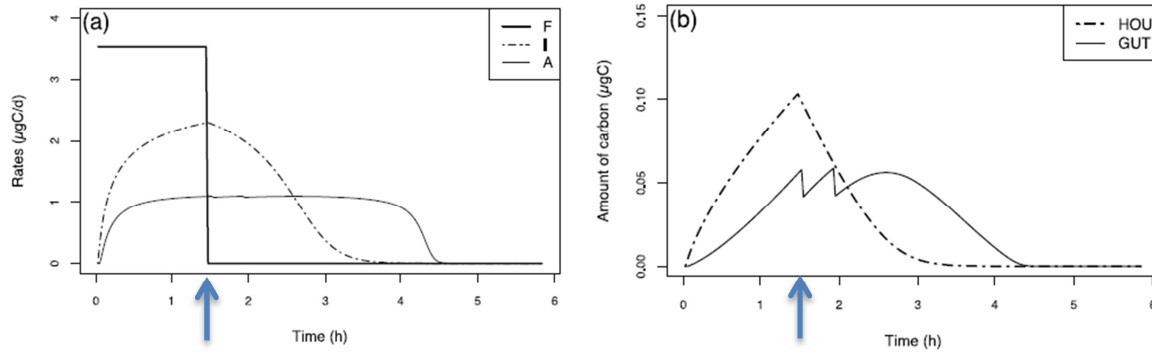 (a)
F
I
A
Rates (µgC/d)
4
3
2
1
0
0 1 2 3 4 5 6
Time (h)
(b)
HOU
GUT
Amount of carbon (µgC)
0.15
0.10
0.05
0.00
0 1 2 3 4 5 6
Time (h)